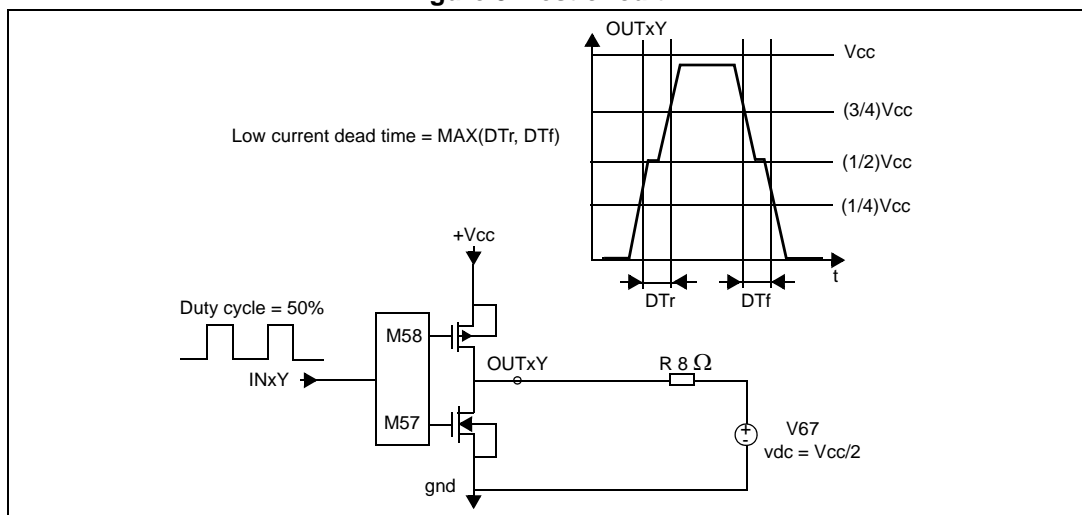 OUTxY
Vcc
(3/4)Vcc
Low current dead time = MAX(DTr, DTf)
(1/2)Vcc
(1/4)Vcc
+Vcc
t
DTr
DTf
Duty cycle = 50%
M58
OUTxY
R 8 Ω
INxY
M57
+
-
V67
vdc = Vcc/2
gnd